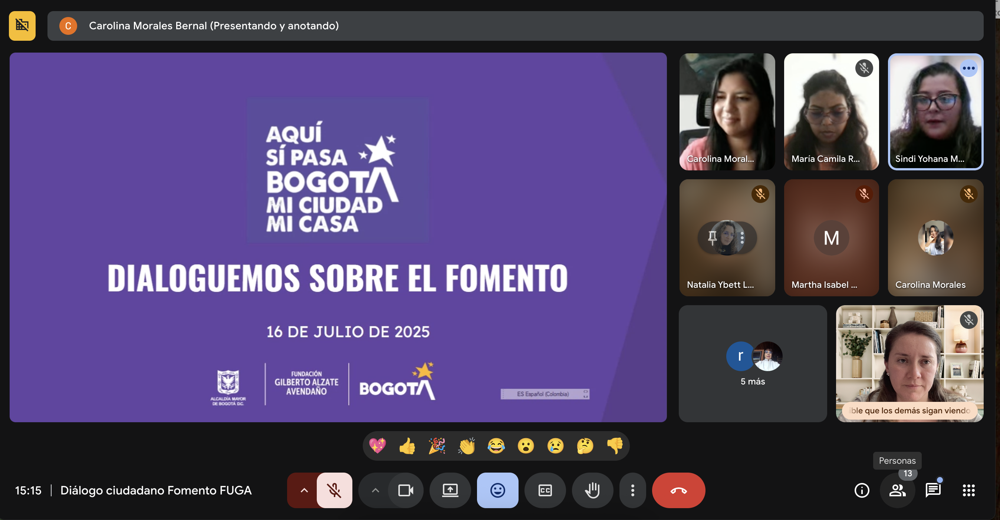 C
Carolina Morales Bernal (Presentando y anotando)
AQUÍ
SÍ PASA
BOGOTÁ
MI CIUDAD
MI CASA
DIALOGUEMOS SOBRE EL FOMENTO
16 DE JULIO DE 2025
ALCALDÍA MAYOR
DE BOGOTÁ D.C.
FUNDACIÓN
GILBERTO ALZATE
AVENDAÑO
BOGOTÁ
ES Español (Colombia)
Carolina Moral...
María Camila R...
Sindi Yohana M...
Natalia Ybett L...
M
Martha Isabel ...
Carolina Morales
r
5 más
ible que los demás sigan viendo
Personas
13
15:15
Diálogo ciudadano Fomento FUGA
CC